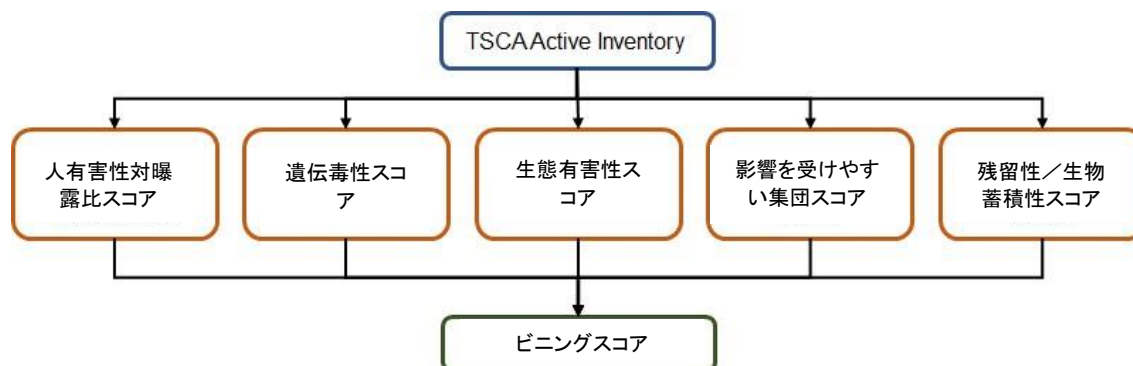 TSCA Active Inventory
人有害性対曝
露比スコア
遺伝毒性スコ
ア
生態有害性ス
コア
影響を受けやす
い集団スコア
残留性／生物
蓄積性スコア
ビニングスコア